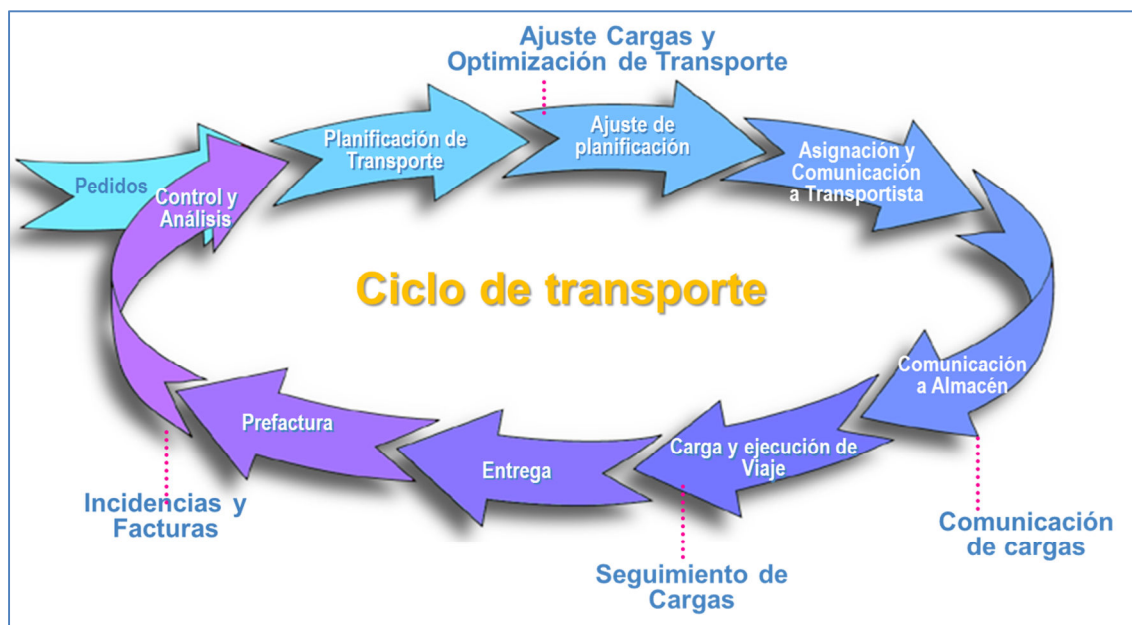 Ajuste Cargas y
Optimización de Transporte
Pedidos
Control y
Análisis
Planificación de
Transporte
Ajuste de
planificación
Asignación y
Comunicación
a Transportista
Ciclo de transporte
Comunicación
a Almacén
Carga y ejecución de
Viaje
Entrega
Prefactura
Incidencias y
Facturas
Seguimiento de
Cargas
Comunicación
de cargas